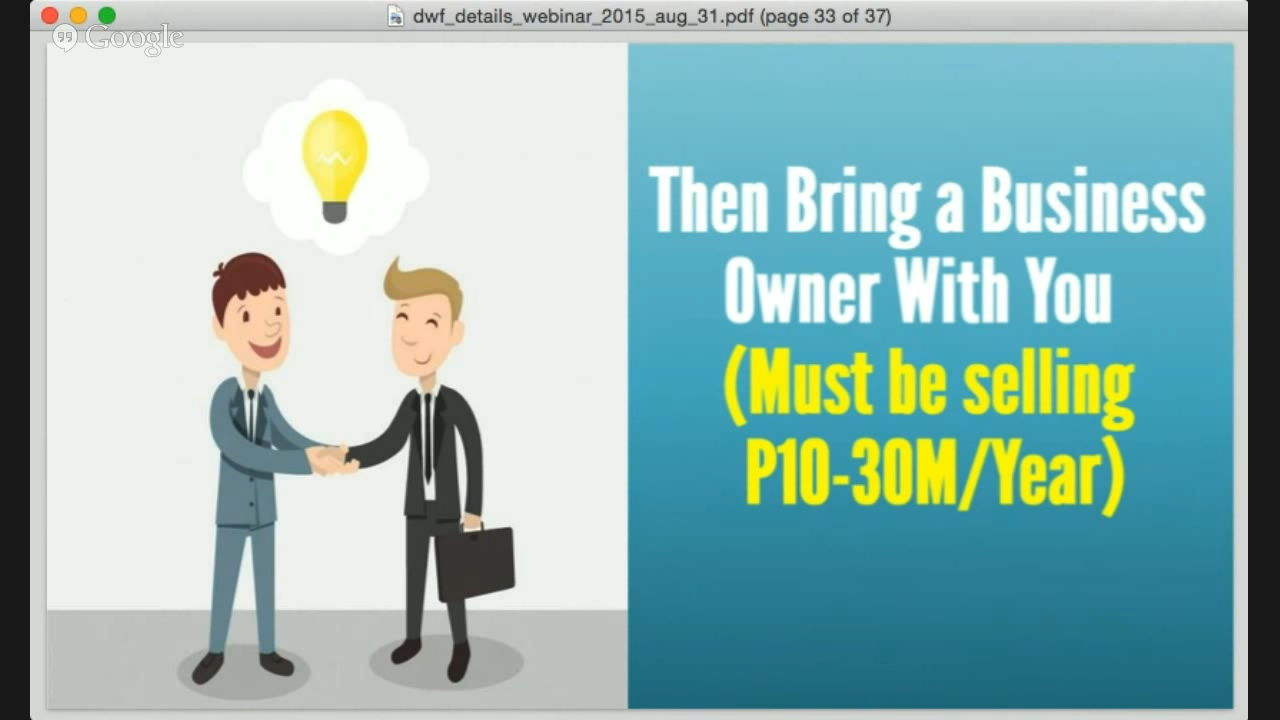 dwf_details_webinar_2015_aug_31.pdf (page 33 of 37)
Google
Then Bring a Business
Owner With You
(Must be selling
P10-30M/Year)